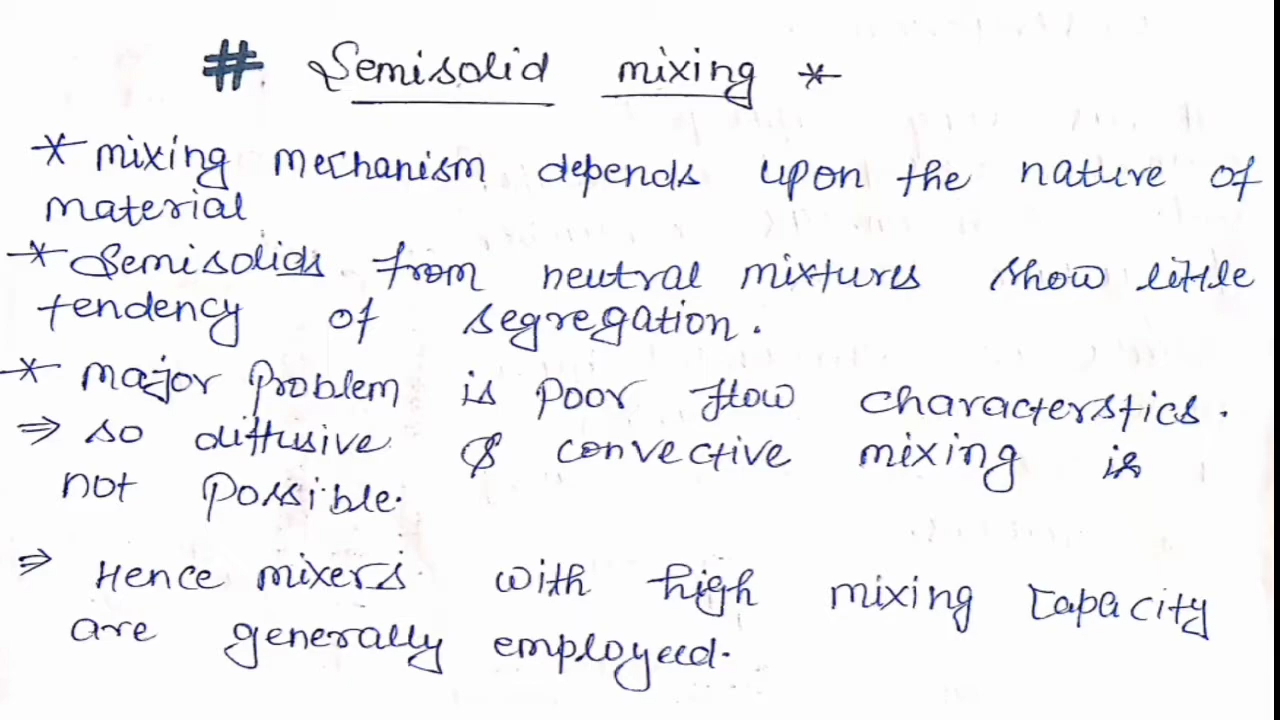 # Semisolid mixing *
* mixing mechanism depends upon the nature of
material
* Semisolids from neutral mixtures show little
tendency of segregation.
* major problem is poor flow characterstics.
⇒ so diffusive & convective mixing is
not possible.
⇒ Hence mixers with high mixing capacity
are generally employeed.